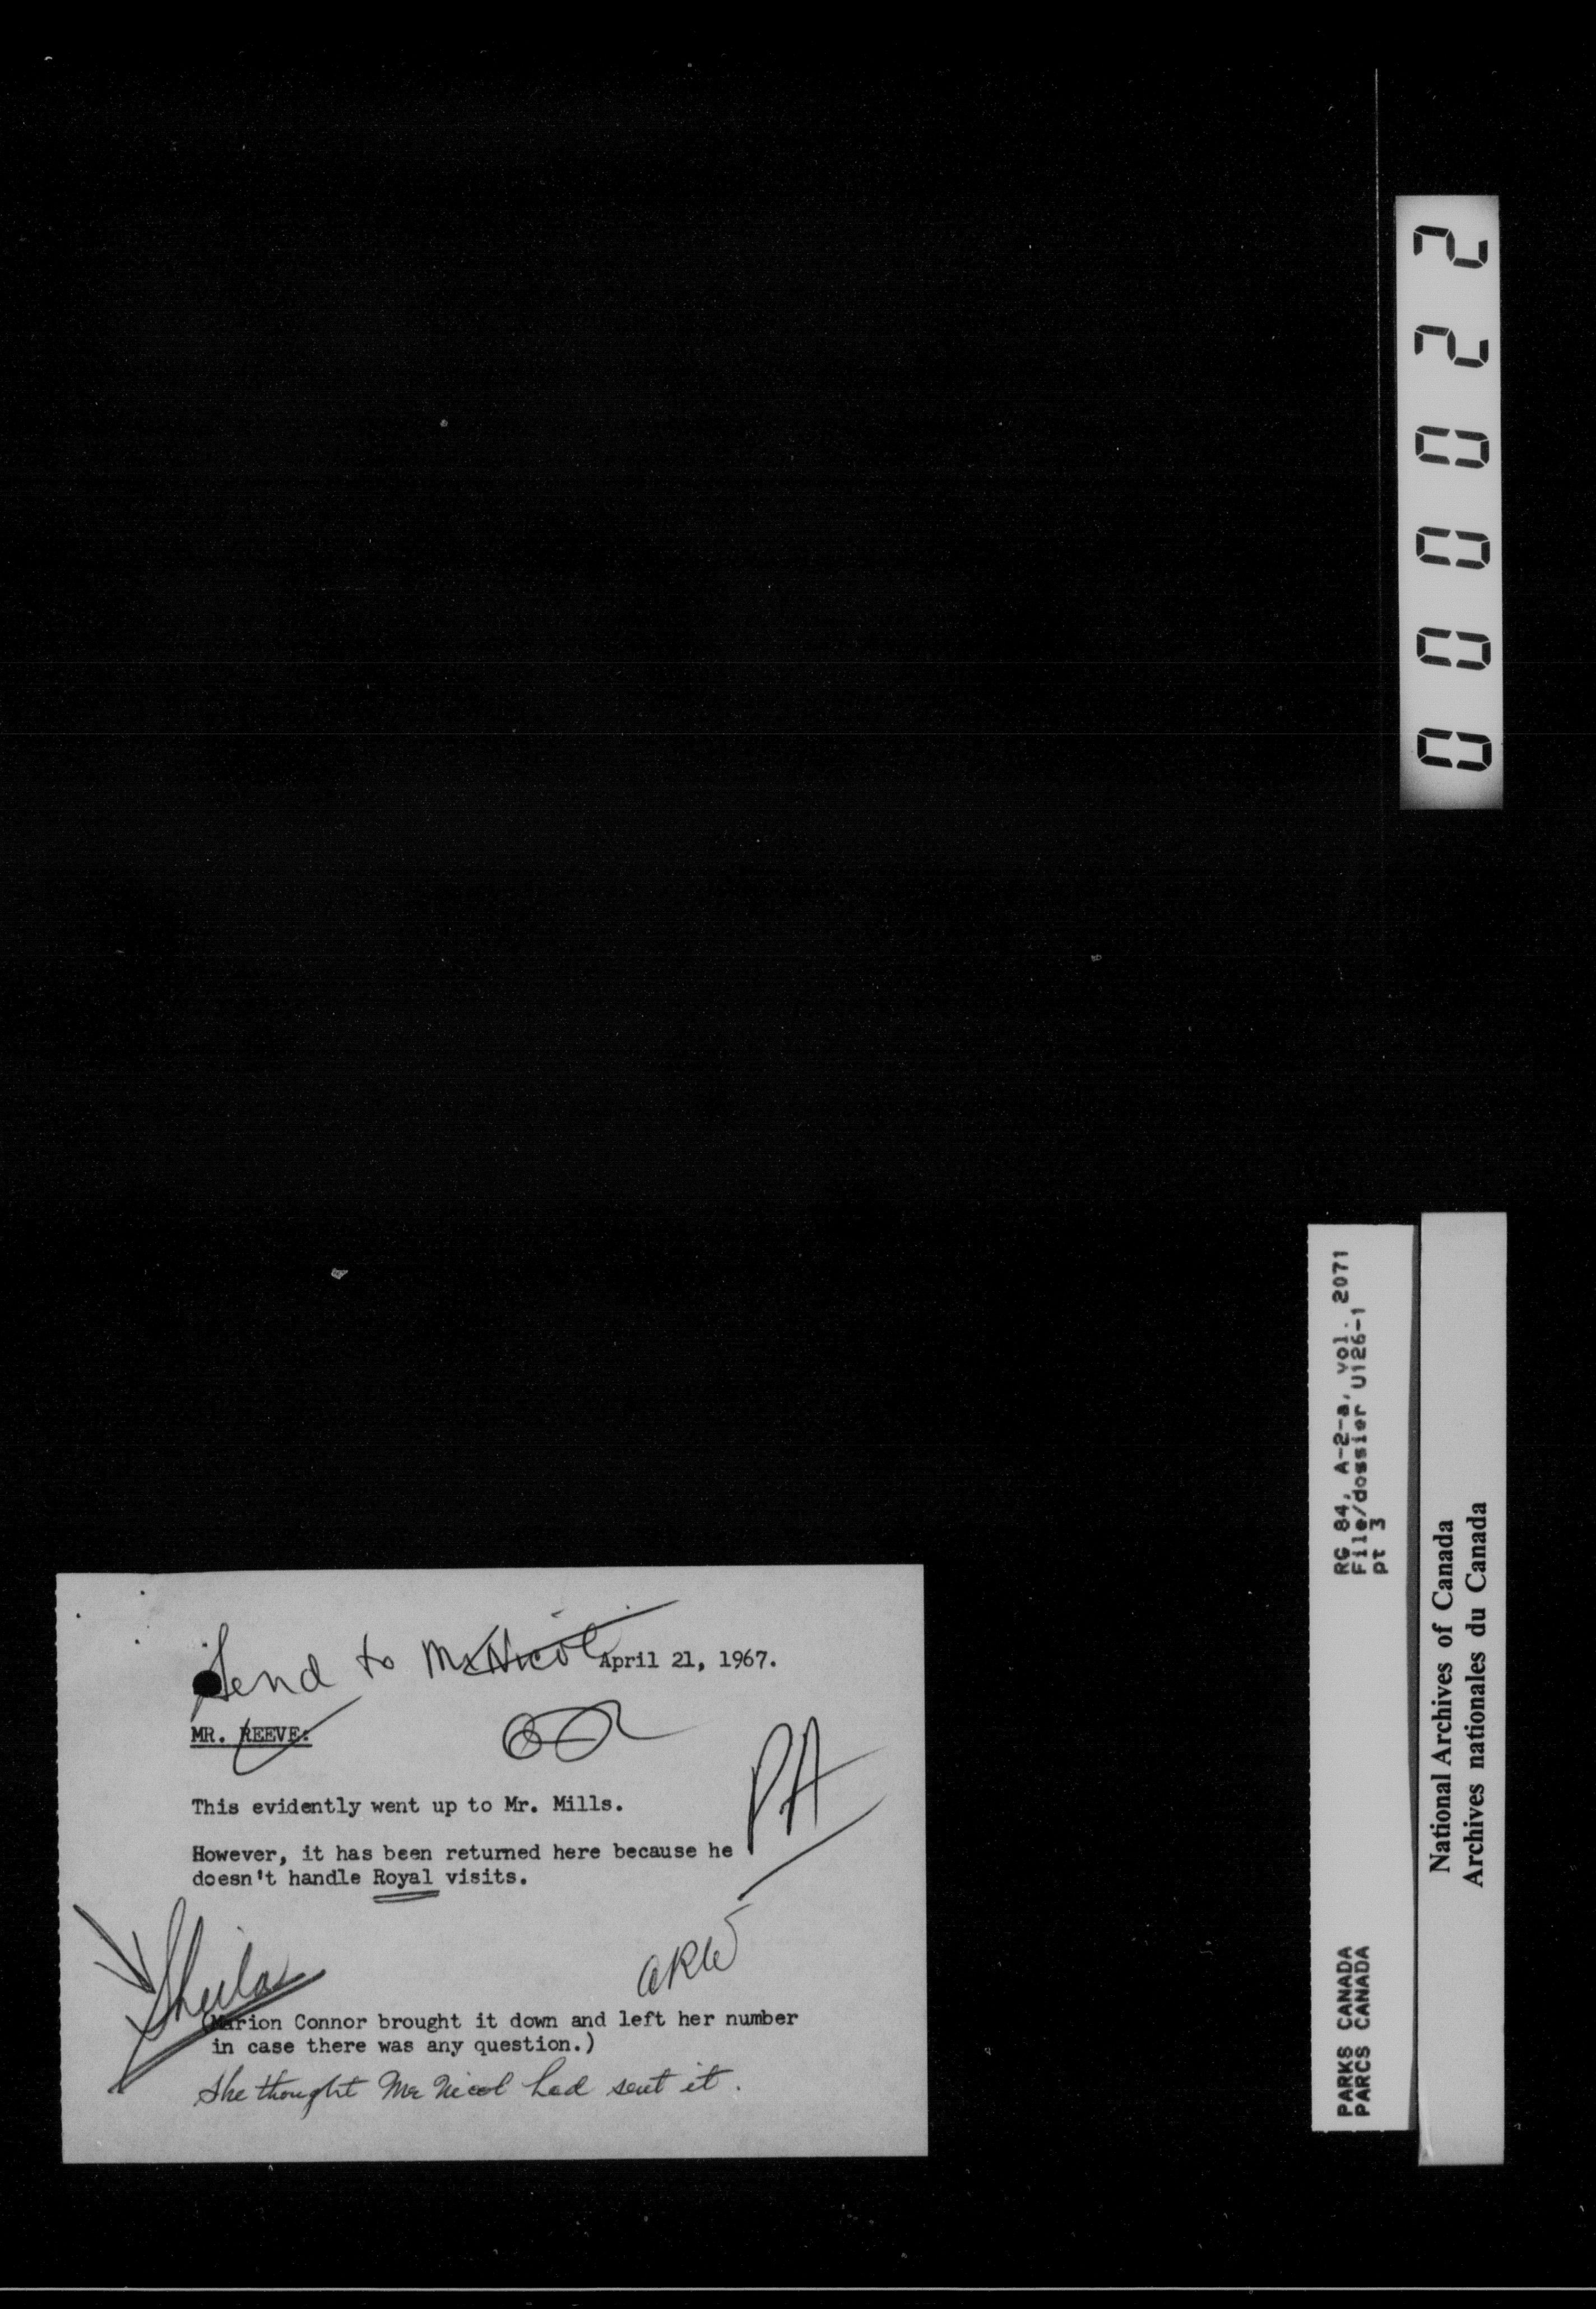 Send to Mr Nicol April 21, 1967.
MR. REEVE:
This evidently went up to Mr. Mills.
PA
However, it has been returned here because he
doesn't handle Royal visits.
Sheila
(Marion Connor brought it down and left her number
in case there was any question.)
She thought Mr Nicol had sent it.
000022
RG 84, A-2-a, vol. 2071
File/dossier U126-1
pt 3
PARKS CANADA
PARCS CANADA
National Archives of Canada
Archives nationales du Canada